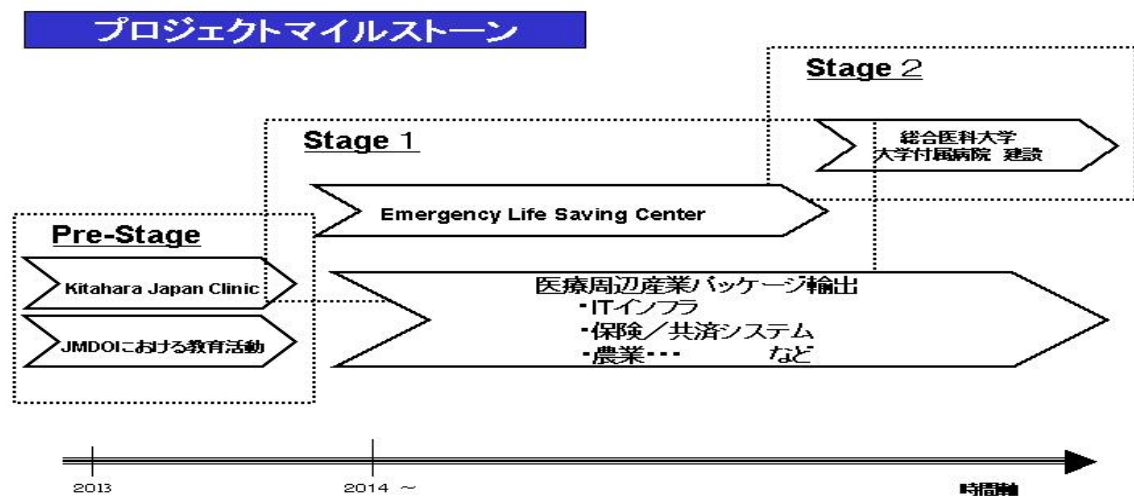 プロジェクトマイルストーン
Stage 2
総合医科大学
大学付属病院 建設
Stage 1
Emergency Life Saving Center
Pre-Stage
Kitahara Japan Clinic
JMDOIにおける教育活動
医療周辺産業パッケージ輸出
・ITインフラ
・保険／共済システム
・農業・・・ など
2013
2014 ～
時間軸